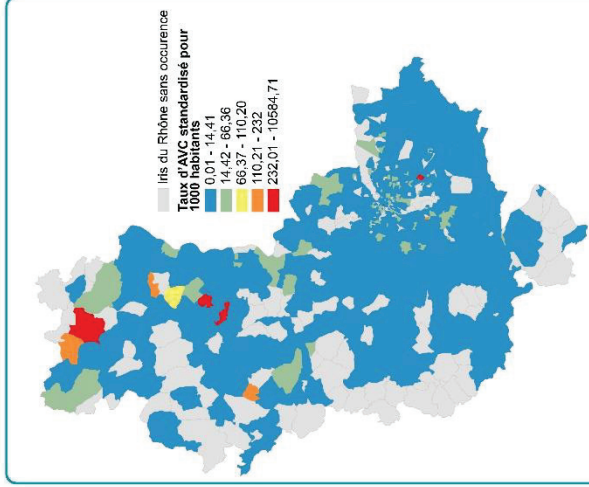 Iris du Rhône sans occurence
Taux d'AVC standardisé pour
1000 habitants
0,01 - 14,41
14,42 - 66,36
66,37 - 110,20
110,21 - 232
232,01 - 10584,71